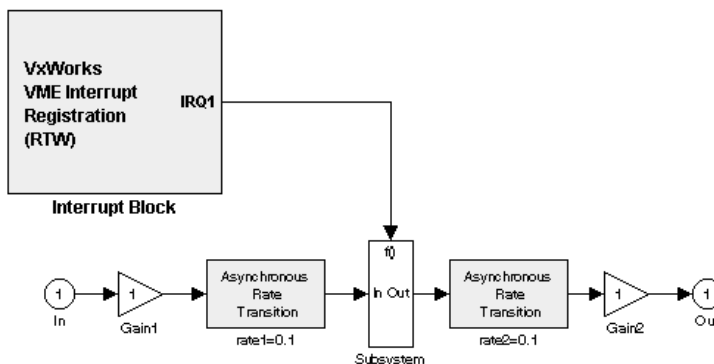 VxWorks
VME Interrupt
Registration
(RTW)
IRQ1
Interrupt Block
1
In
1
Gain1
Asynchronous
Rate
Transition
rate1=0.1
f()
In Out
Subsystem
Asynchronous
Rate
Transition
rate2=0.1
1
Gain2
1
Out